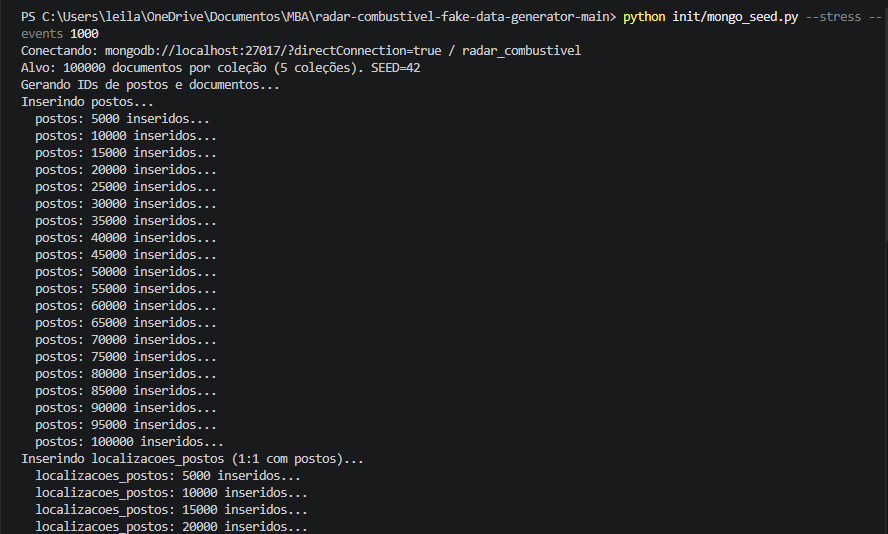 PS C:\Users\leila\OneDrive\Documentos\MBA\radar-combustivel-fake-data-generator-main> python init/mongo_seed.py --stress --
events 1000
Conectando: mongodb://localhost:27017/?directConnection=true / radar_combustivel
Alvo: 100000 documentos por coleção (5 coleções). SEED=42
Gerando IDs de postos e documentos...
Inserindo postos...
  postos: 5000 inseridos...
  postos: 10000 inseridos...
  postos: 15000 inseridos...
  postos: 20000 inseridos...
  postos: 25000 inseridos...
  postos: 30000 inseridos...
  postos: 35000 inseridos...
  postos: 40000 inseridos...
  postos: 45000 inseridos...
  postos: 50000 inseridos...
  postos: 55000 inseridos...
  postos: 60000 inseridos...
  postos: 65000 inseridos...
  postos: 70000 inseridos...
  postos: 75000 inseridos...
  postos: 80000 inseridos...
  postos: 85000 inseridos...
  postos: 90000 inseridos...
  postos: 95000 inseridos...
  postos: 100000 inseridos...
Inserindo localizacoes_postos (1:1 com postos)...
  localizacoes_postos: 5000 inseridos...
  localizacoes_postos: 10000 inseridos...
  localizacoes_postos: 15000 inseridos...
  localizacoes_postos: 20000 inseridos...